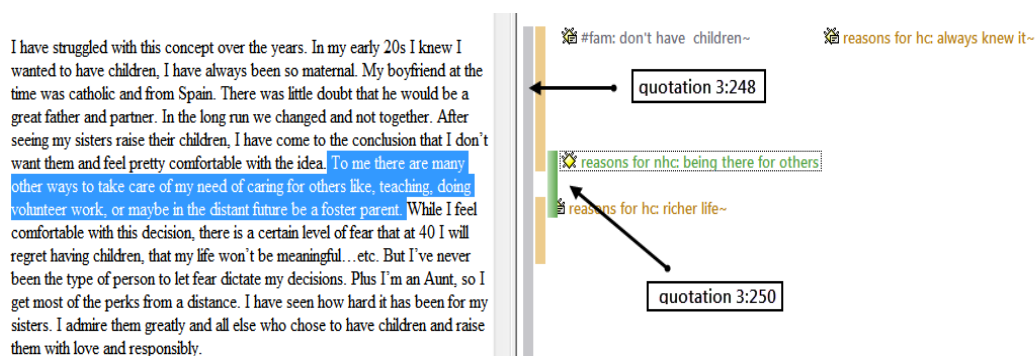 I have struggled with this concept over the years. In my early 20s I knew I
wanted to have children, I have always been so maternal. My boyfriend at the
time was catholic and from Spain. There was little doubt that he would be a
great father and partner. In the long run we changed and not together. After
seeing my sisters raise their children, I have come to the conclusion that I don't
want them and feel pretty comfortable with the idea. To me there are many
other ways to take care of my need of caring for others like, teaching, doing
volunteer work, or maybe in the distant future be a foster parent. While I feel
comfortable with this decision, there is a certain level of fear that at 40 I will
regret having children, that my life won't be meaningful…etc. But I've never
been the type of person to let fear dictate my decisions. Plus I'm an Aunt, so I
get most of the perks from a distance. I have seen how hard it has been for my
sisters. I admire them greatly and all else who chose to have children and raise
them with love and responsibly.
#fam: don't have children~
reasons for hc: always knew it~
quotation 3:248
reasons for nhc: being there for others
reasons for hc: richer life~
quotation 3:250